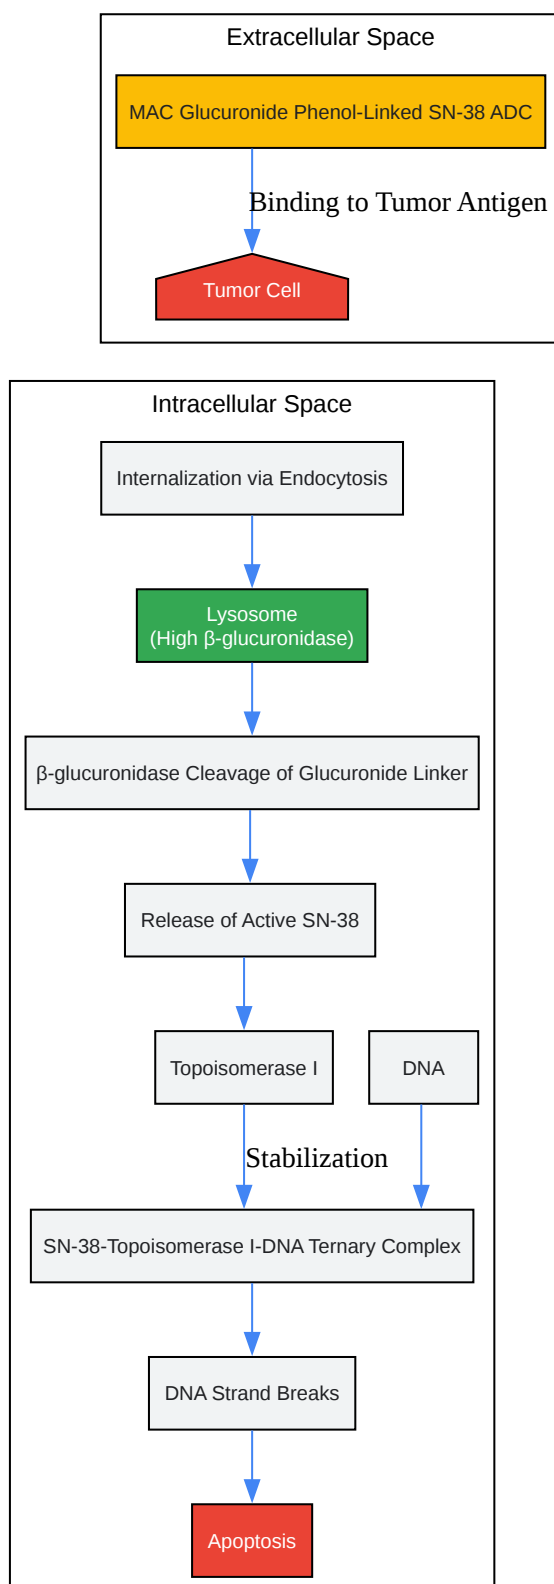 Extracellular Space
MAC Glucuronide Phenol-Linked SN-38 ADC
Binding to Tumor Antigen
Tumor Cell
Intracellular Space
Internalization via Endocytosis
Lysosome
(High β-glucuronidase)
β-glucuronidase Cleavage of Glucuronide Linker
Release of Active SN-38
Topoisomerase I
DNA
Stabilization
SN-38-Topoisomerase I-DNA Ternary Complex
DNA Strand Breaks
Apoptosis